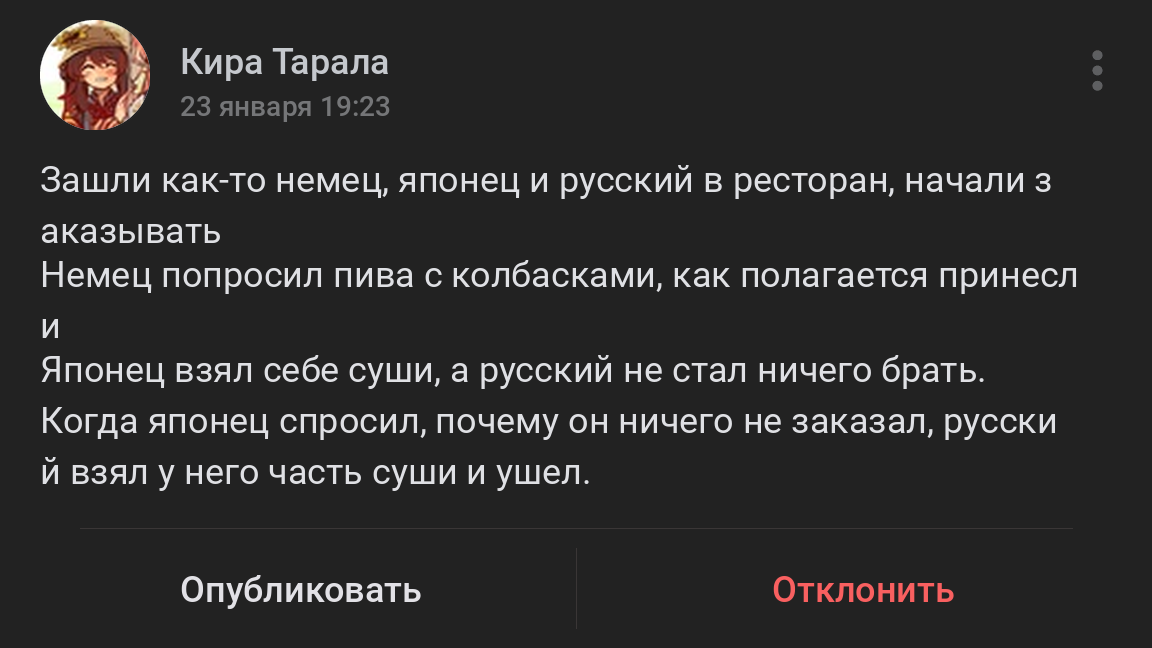 Кира Тарала
23 января 19:23
Зашли как-то немец, японец и русский в ресторан, начали з
аказывать
Немец попросил пива с колбасками, как полагается принесл
и
Японец взял себе суши, а русский не стал ничего брать.
Когда японец спросил, почему он ничего не заказал, русски
й взял у него часть суши и ушел.
Опубликовать
Отклонить